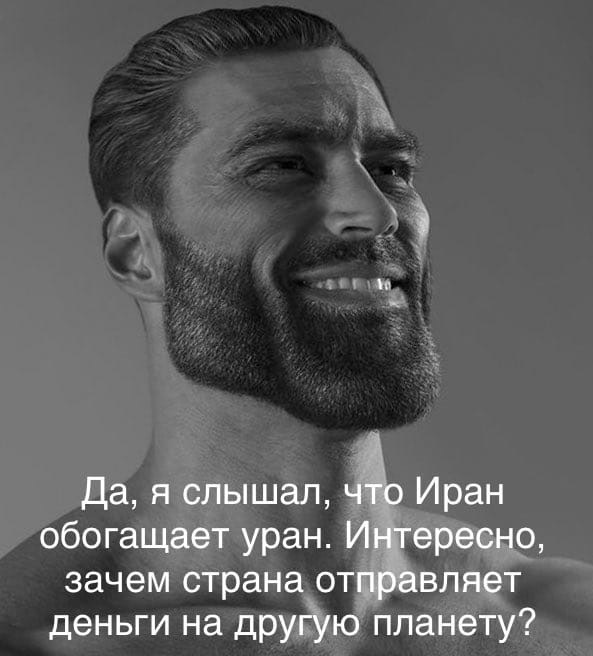 Да, я слышал, что Иран
обогащает уран. Интересно,
зачем страна отправляет
деньги на другую планету?